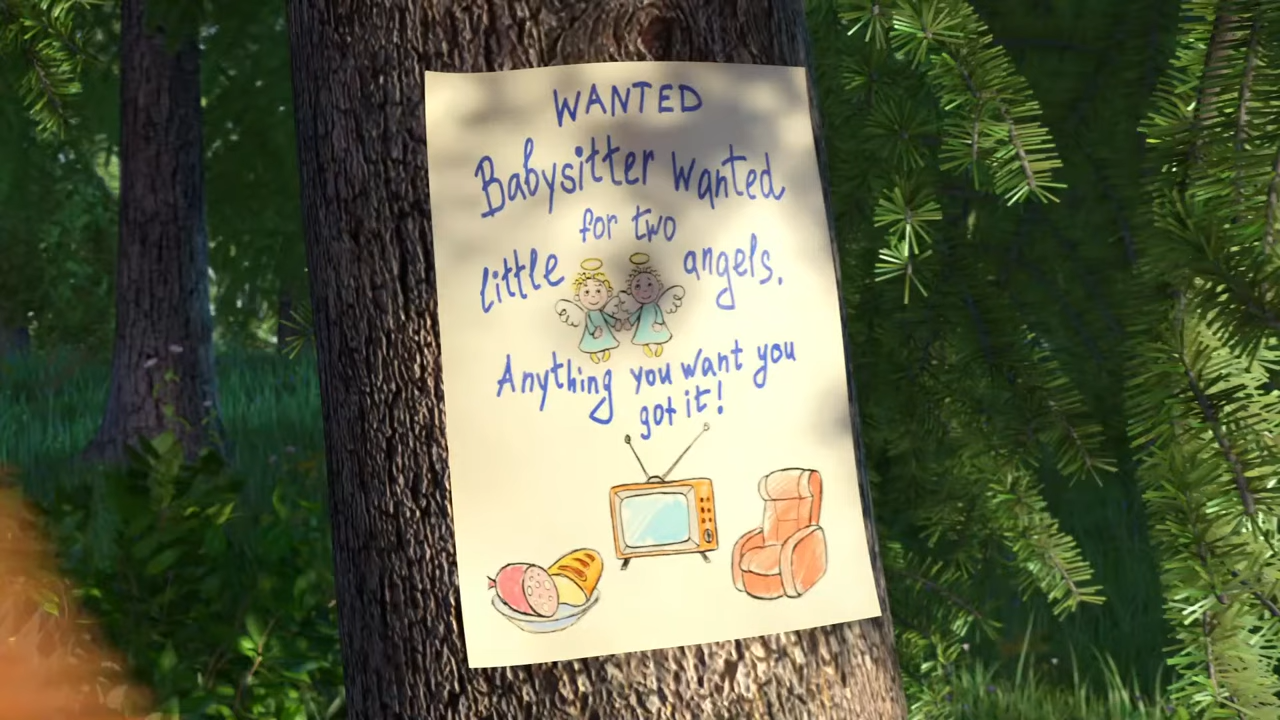 WANTED
Babysitter Wanted
for two
little angels.
Anything you want you
got it!